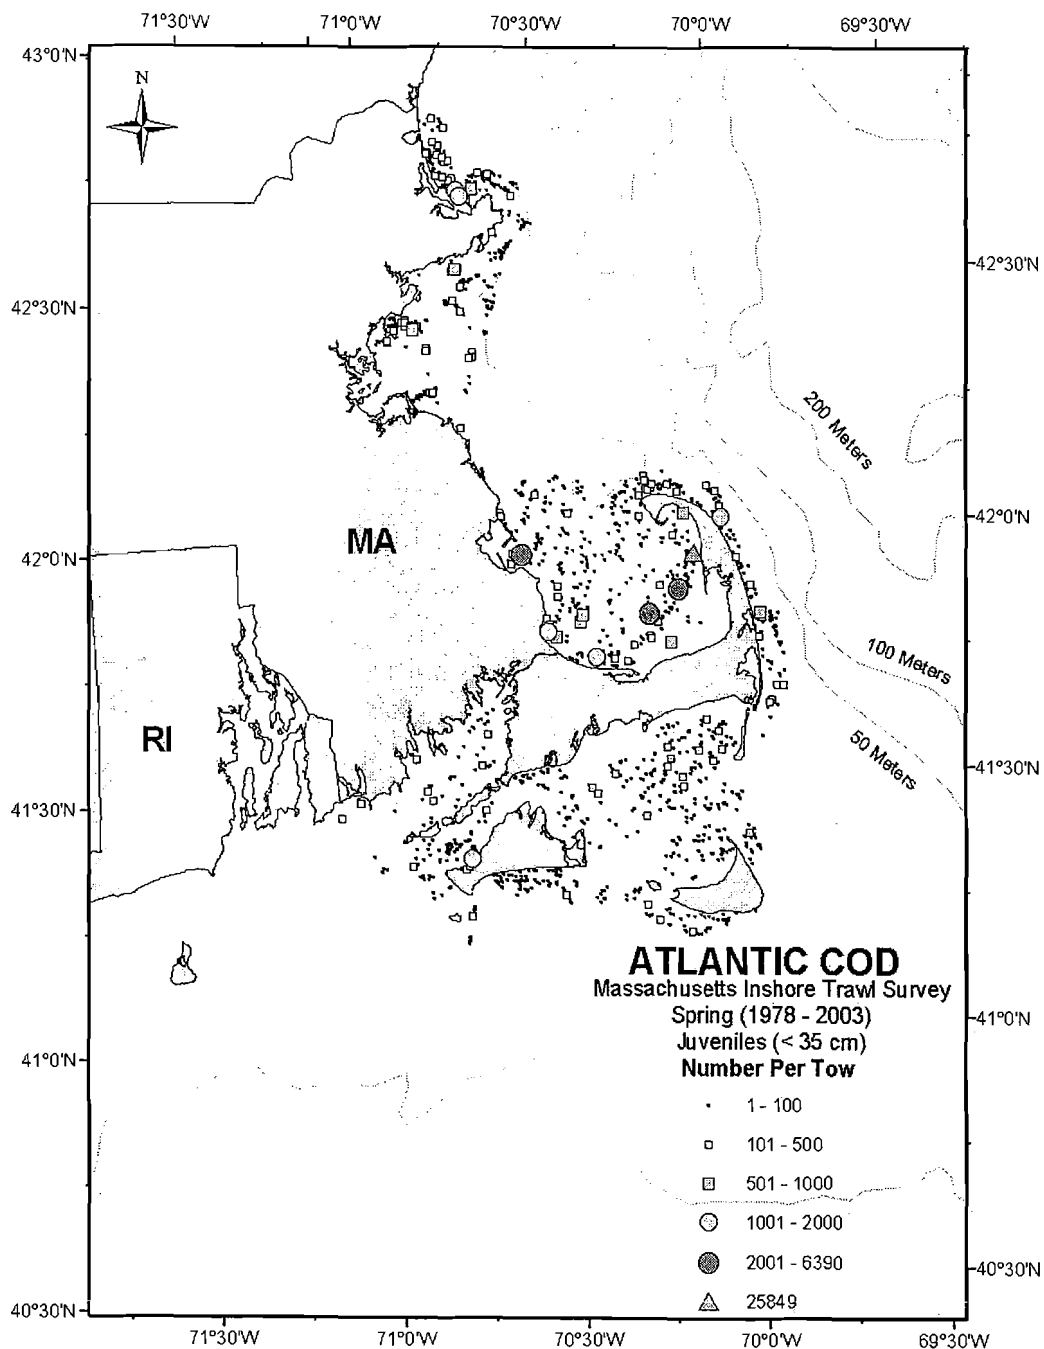 71°30'W 71°0'W 70°30'W 70°0'W 69°30'W
43°0'N
N
42°30'N
42°30'N
200 Meters
MA
42°0'N
42°0'N
100 Meters
RI
50 Meters
41°30'N
41°30'N
ATLANTIC COD
Massachusetts Inshore Trawl Survey
Spring (1978 - 2003)
41°0'N
Juveniles (< 35 cm)
41°0'N
Number Per Tow
1 - 100
101 - 500
501 - 1000
1001 - 2000
2001 - 6390
40°30'N
25849
40°30'N
71°30'W 71°0'W 70°30'W 70°0'W 69°30'W